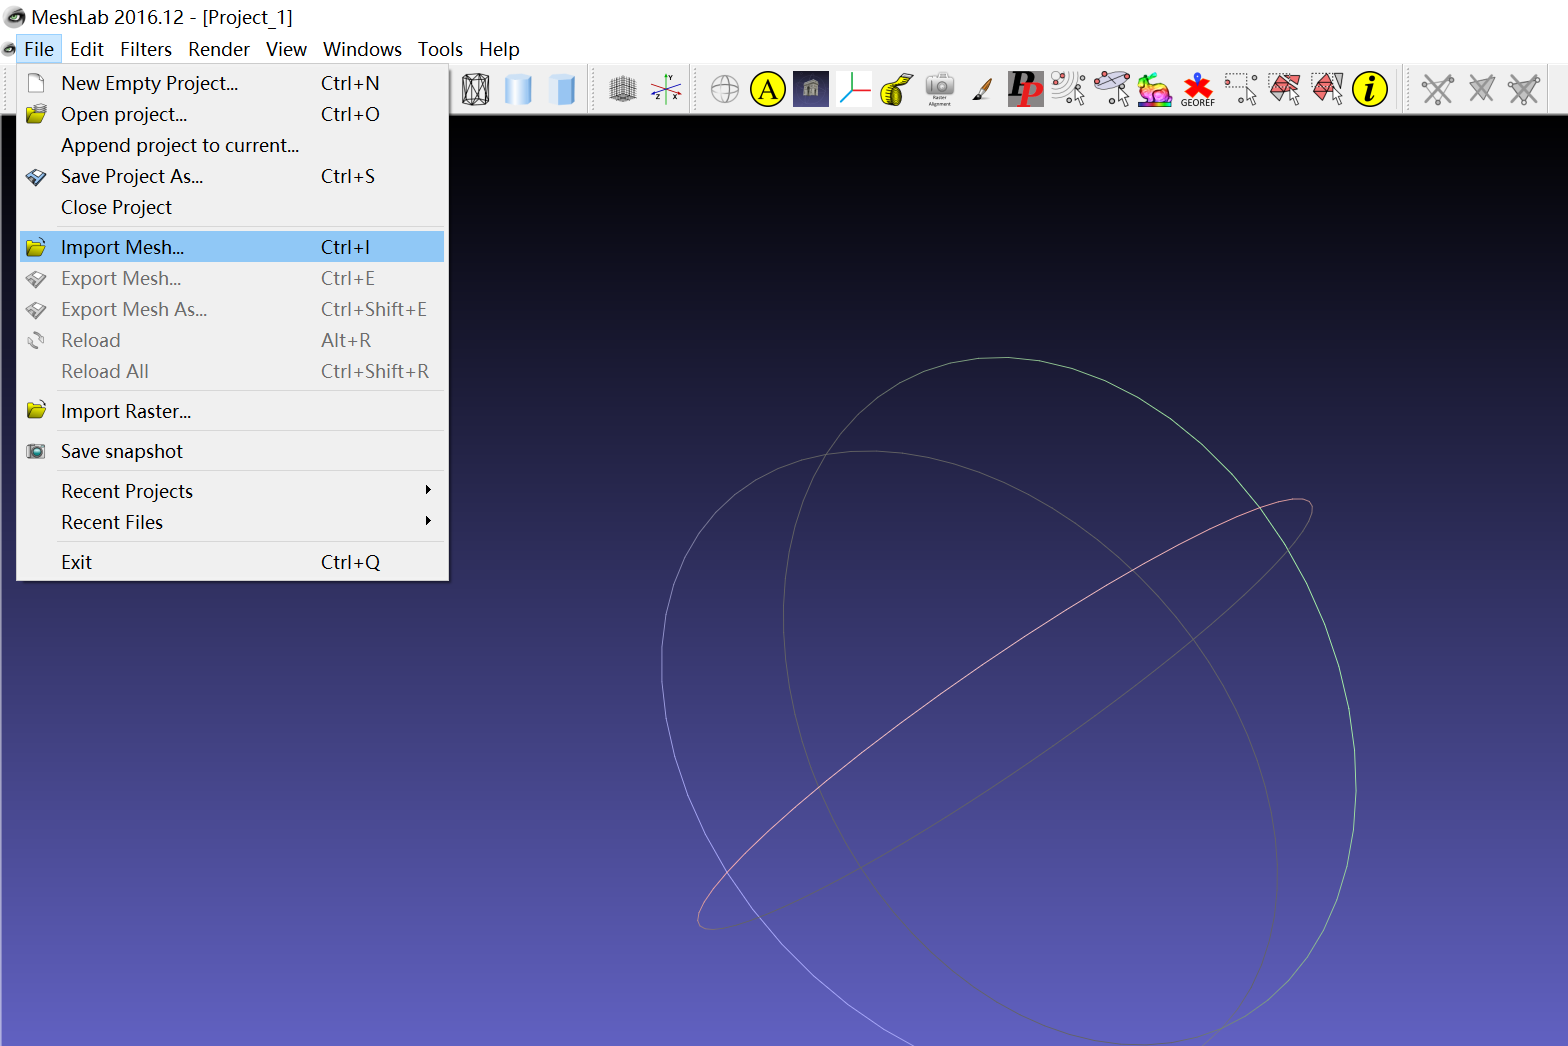 MeshLab 2016.12 - [Project_1]
File Edit Filters Render View Windows Tools Help
New Empty Project... Ctrl+N
Open project... Ctrl+O
Append project to current...
Save Project As... Ctrl+S
Close Project
Import Mesh... Ctrl+I
Export Mesh... Ctrl+E
Export Mesh As... Ctrl+Shift+E
Reload Alt+R
Reload All Ctrl+Shift+R
Import Raster...
Save snapshot
Recent Projects
Recent Files
Exit Ctrl+Q
Y
Z X
A
Raster
Alignment
PP
GEOREF
i